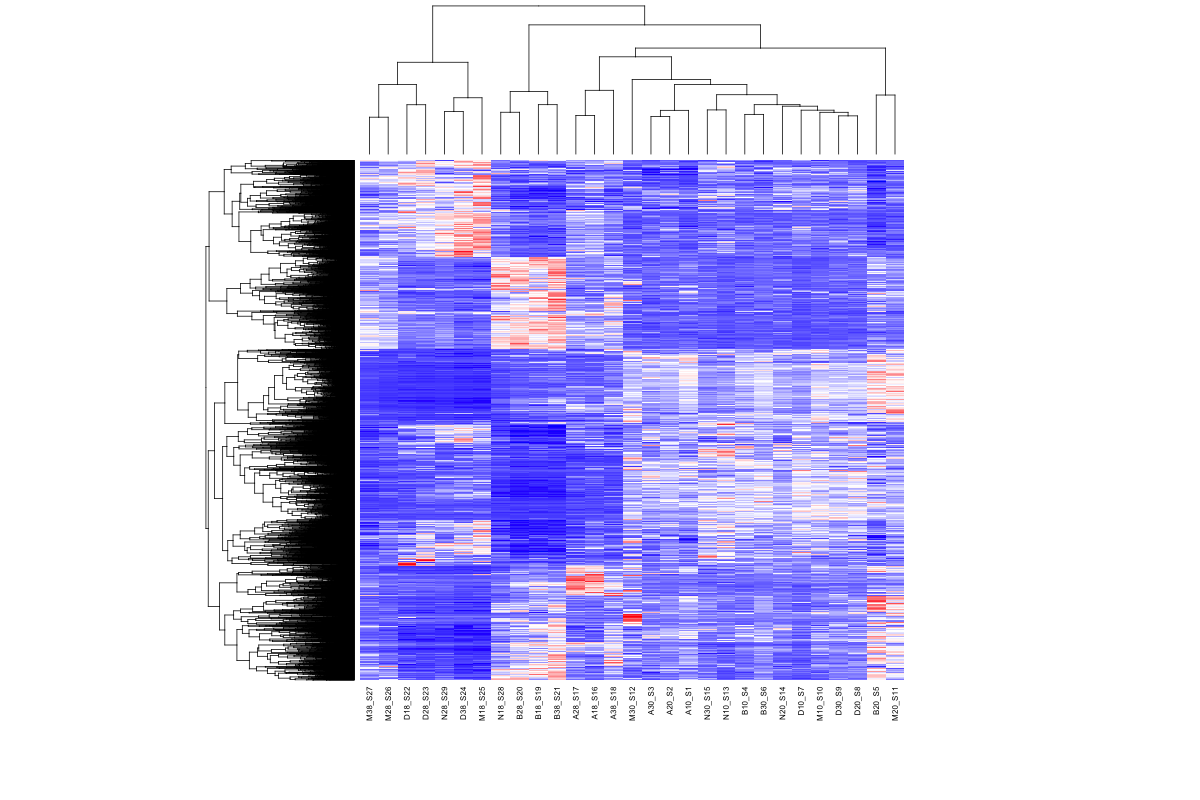 M38_S27
M28_S26
D18_S22
D28_S23
N28_S29
D38_S24
M18_S25
N18_S28
B28_S20
B18_S19
B38_S21
A28_S17
A18_S16
A38_S18
M30_S12
A30_S3
A20_S2
A10_S1
N30_S15
N10_S13
B10_S4
B30_S6
N20_S14
D10_S7
M10_S10
D30_S9
D20_S8
B20_S5
M20_S11